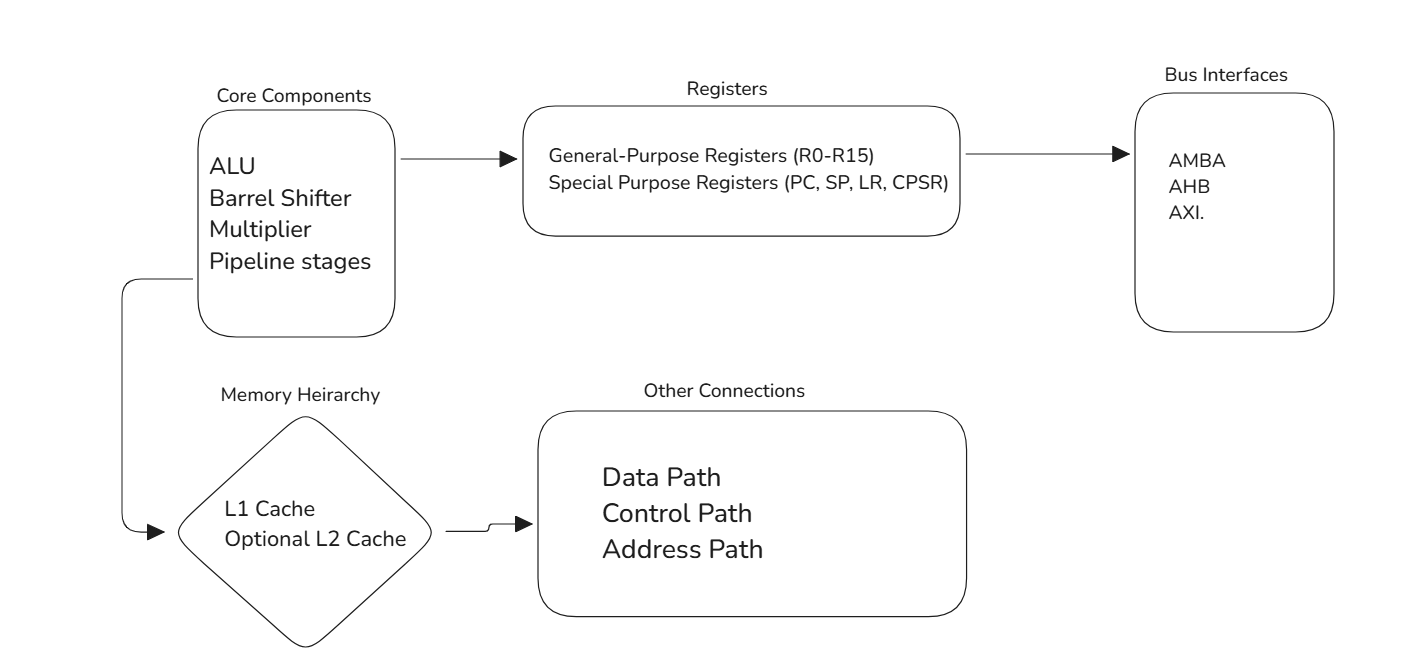 Core Components
ALU
Barrel Shifter
Multiplier
Pipeline stages
Registers
General-Purpose Registers (R0-R15)
Special Purpose Registers (PC, SP, LR, CPSR)
Bus Interfaces
AMBA
AHB
AXI.
Memory Heirarchy
L1 Cache
Optional L2 Cache
Other Connections
Data Path
Control Path
Address Path